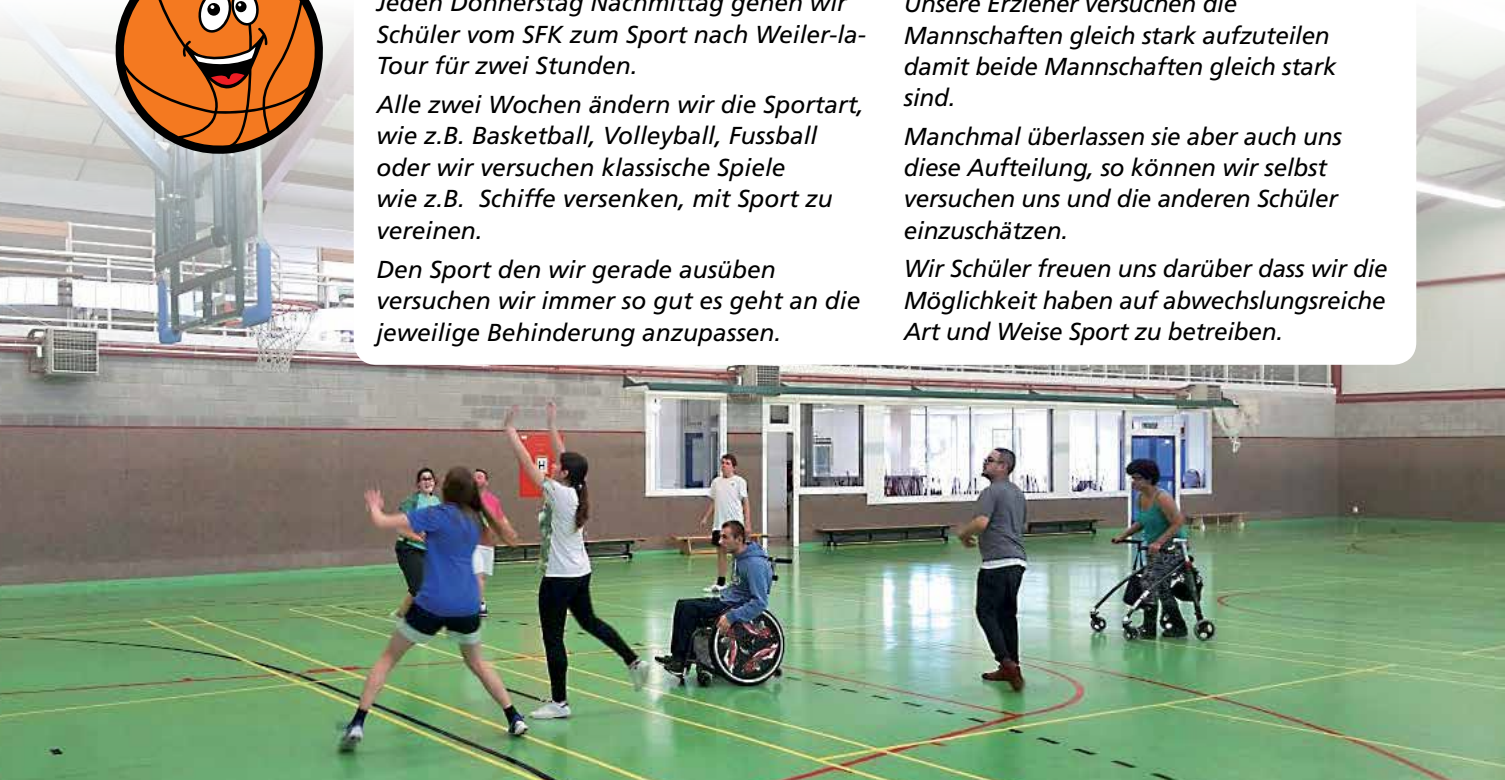 Jeden Donnerstag Nachmittag gehen wir
Schüler vom SFK zum Sport nach Weiler-la-
Tour für zwei Stunden.
Alle zwei Wochen ändern wir die Sportart,
wie z.B. Basketball, Volleyball, Fussball
oder wir versuchen klassische Spiele
wie z.B.  Schiffe versenken, mit Sport zu
vereinen.
Den Sport den wir gerade ausüben
versuchen wir immer so gut es geht an die
jeweilige Behinderung anzupassen.
Unsere Erzieher versuchen die
Mannschaften gleich stark aufzuteilen
damit beide Mannschaften gleich stark
sind.
Manchmal überlassen sie aber auch uns
diese Aufteilung, so können wir selbst
versuchen uns und die anderen Schüler
einzuschätzen.
Wir Schüler freuen uns darüber dass wir die
Möglichkeit haben auf abwechslungsreiche
Art und Weise Sport zu betreiben.
H